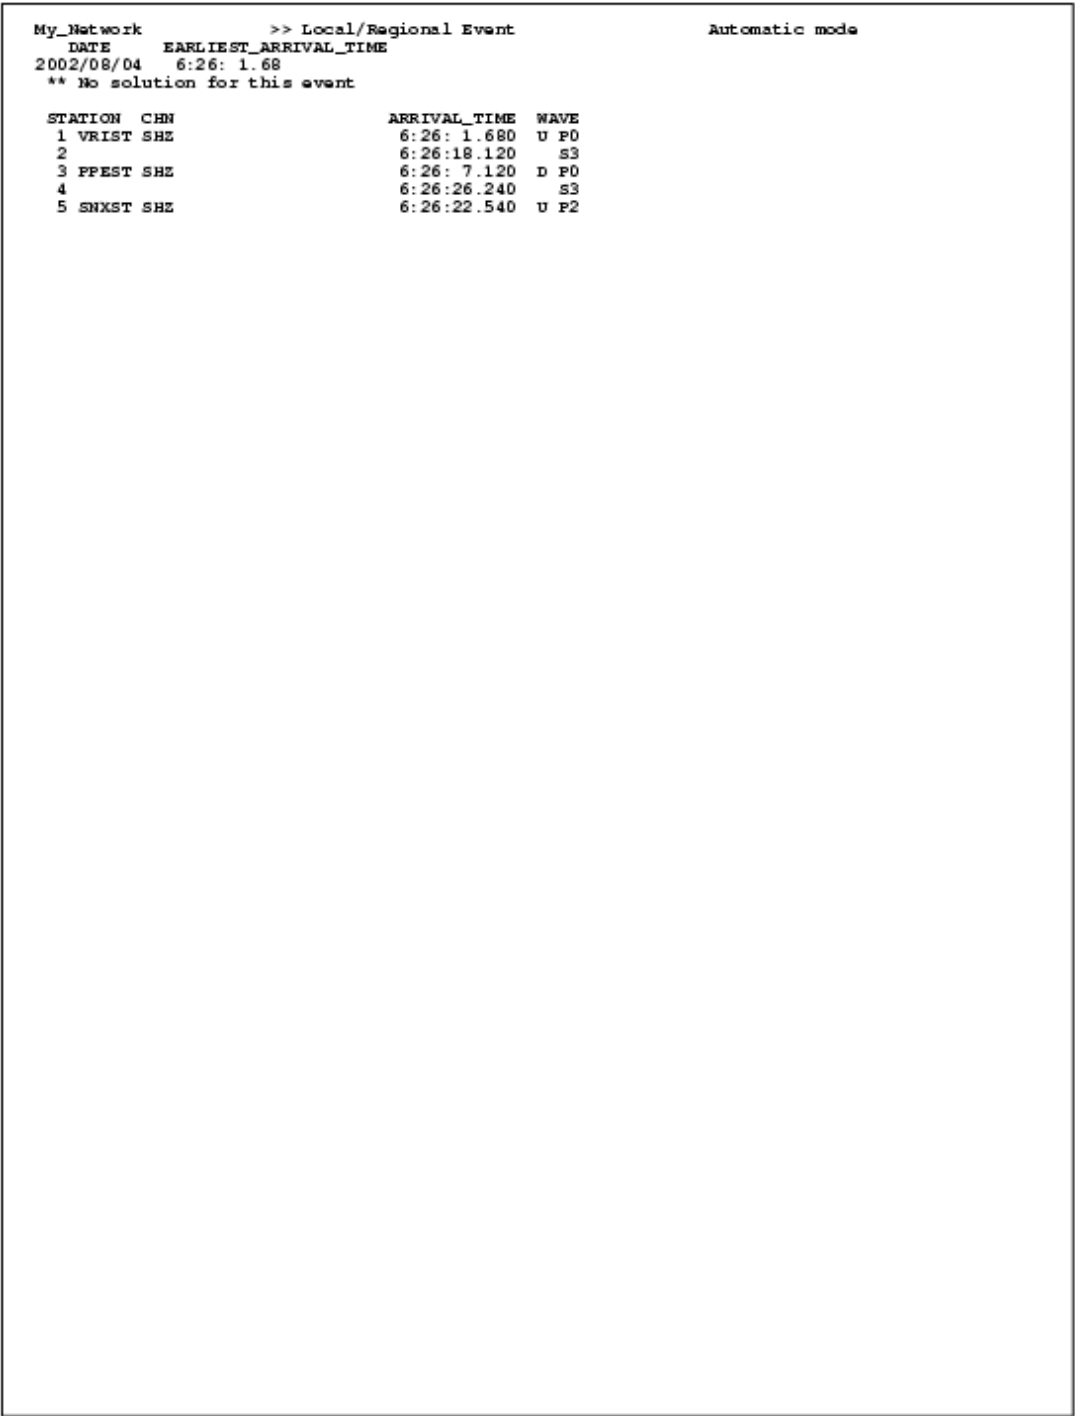 My_Network >> Local/Regional Event Automatic mode
DATE EARLIEST_ARRIVAL_TIME
2002/08/04 6:26: 1.68
** No solution for this event
STATION CHN ARRIVAL_TIME WAVE
1 VRIST SHZ 6:26: 1.680 U P0
2 6:26:18.120 S3
3 PPEST SHZ 6:26: 7.120 D P0
4 6:26:26.240 S3
5 SNXST SHZ 6:26:22.540 U P2